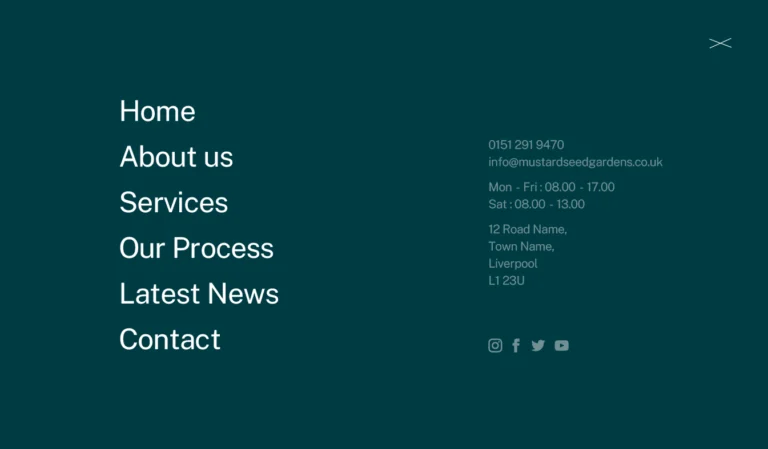 Home
About us
Services
Our Process
Latest News
Contact
0151 291 9470
info@mustardseedgardens.co.uk
Mon - Fri : 08.00 - 17.00
Sat : 08.00 - 13.00
12 Road Name,
Town Name,
Liverpool
L1 23U